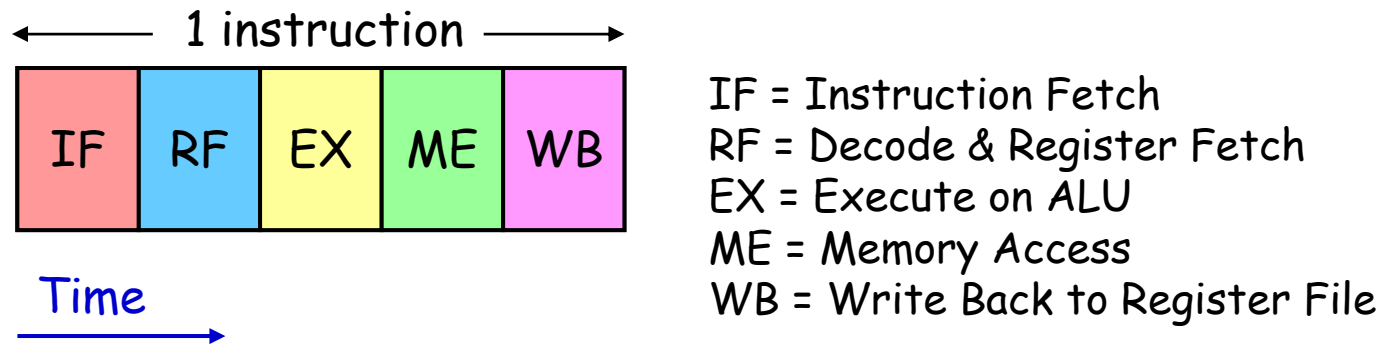 1 instruction
IF RF EX ME WB
IF = Instruction Fetch
RF = Decode & Register Fetch
EX = Execute on ALU
ME = Memory Access
WB = Write Back to Register File
Time